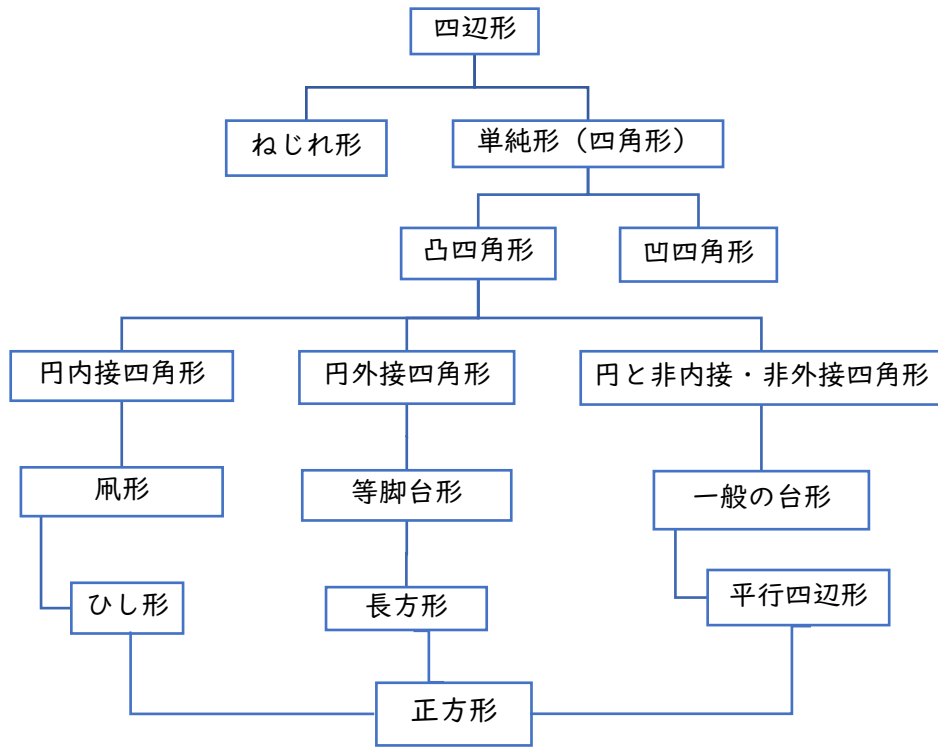 四辺形
ねじれ形
単純形（四角形）
凸四角形
凹四角形
円内接四角形
円外接四角形
円と非内接・非外接四角形
凧形
等脚台形
一般の台形
ひし形
長方形
平行四辺形
正方形